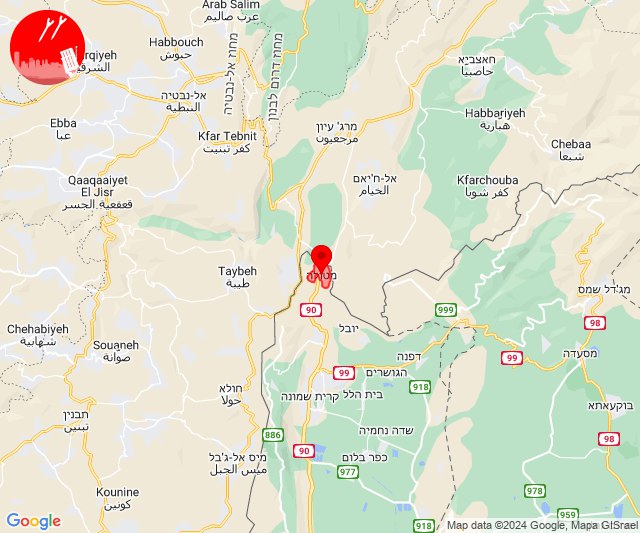 Arab Salim
عرب صاليم
מחוז אל-נבטיה
מחוז דרום לבנון
Habbouch
حبوش
rqiyeh
الشرقي
אל-נבטיה
النبطية
Ebba
عبا
Kfar Tebnit
كفر تبنيت
מרג' עיון
مرجعيون
חאצביא
حاصبيا
Habbariyeh
هبارية
Chebaa
شبعا
Qaaqaaiyet
El Jisr
قعقعية الجسر
אל-ח'יאם
الخيام
Kfarchouba
كفر شوبا
Taybeh
طيبة
מטולה
מג'דל שמס
90
999
98
Chehabiyeh
شهابية
Souaneh
صوانة
יובל
99
מסעדה
דפנה
הגושרים
99
918
חולא
حولا
קרית שמונה
בית הלל
בוקעאתא
תבנין
تبنين
886
שדה נחמיה
98
90
מיס אל-ג'בל
ميس الجبل
כפר בלום
977
Kounine
كونين
978
959
918
Google
Map data ©2024 Google, Mapa GISrael